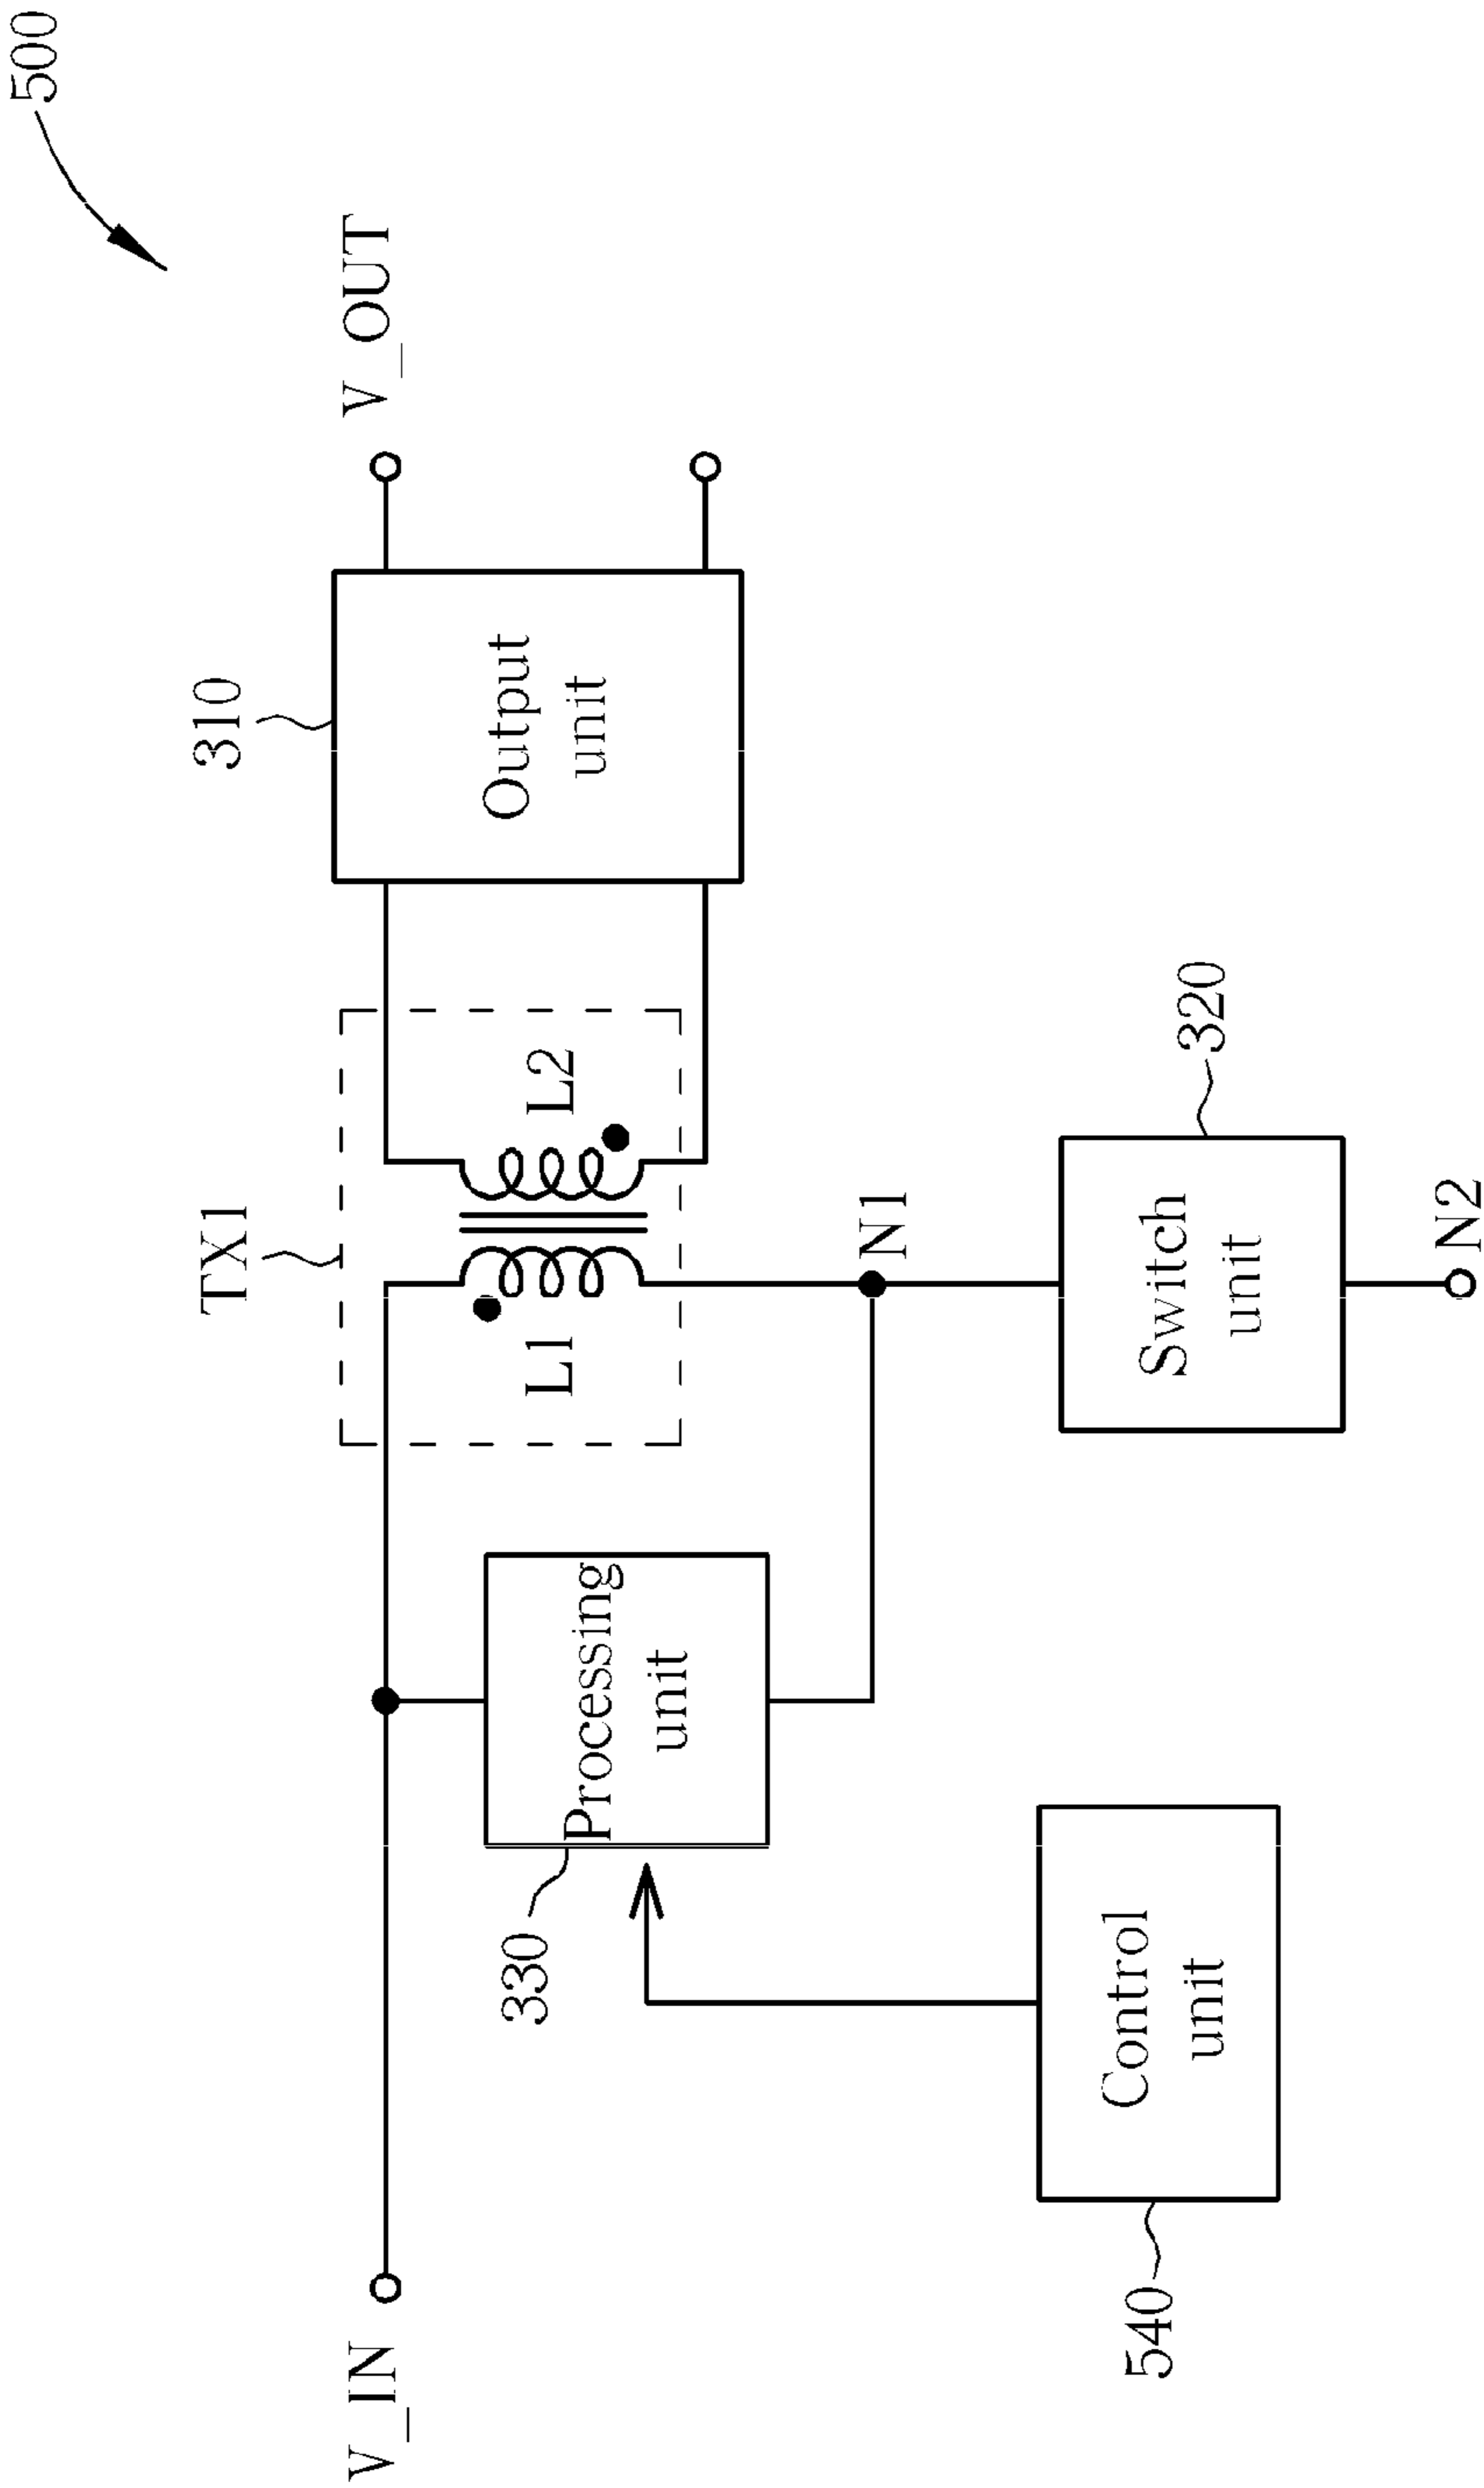 500
V_OUT
310
Output
unit
TX1
L2
L1
N1
320
Switch
unit
N2
Processing
unit
330
Control
unit
540
V_IN